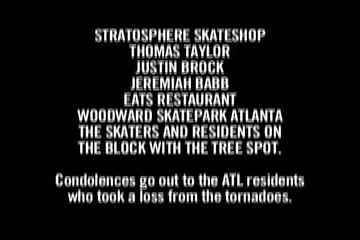 STRATOSPHERE SKATESHOP
THOMAS TAYLOR
JUSTIN BROCK
JEREMIAH BABB
EATS RESTAURANT
WOODWARD SKATEPARK ATLANTA
THE SKATERS AND RESIDENTS ON
THE BLOCK WITH THE TREE SPOT.
Condolences go out to the ATL residents
who took a loss from the tornadoes.